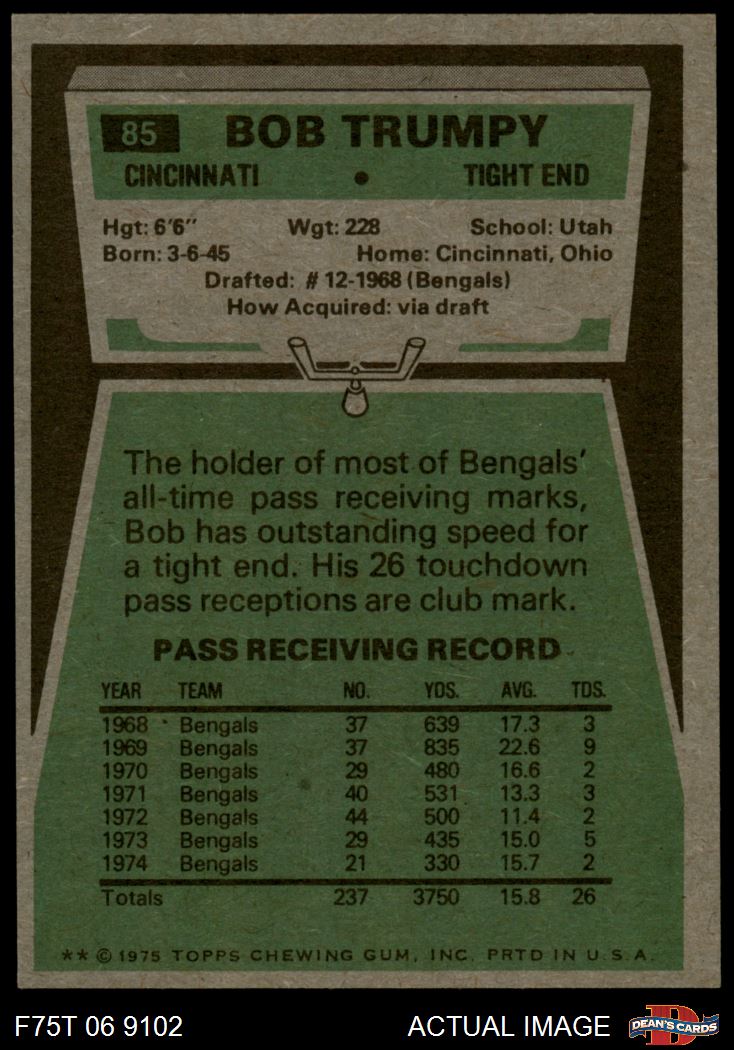 85 BOB TRUMPY
CINCINNATI • TIGHT END
Hgt: 6'6" Wgt: 228 School: Utah
Born: 3-6-45 Home: Cincinnati, Ohio
Drafted: # 12-1968 (Bengals)
How Acquired: via draft
The holder of most of Bengals'
all-time pass receiving marks,
Bob has outstanding speed for
a tight end. His 26 touchdown
pass receptions are club mark.
PASS RECEIVING RECORD
YEAR TEAM NO. YDS. AVG. TDS.
1968 Bengals 37 639 17.3 3
1969 Bengals 37 835 22.6 9
1970 Bengals 29 480 16.6 2
1971 Bengals 40 531 13.3 3
1972 Bengals 44 500 11.4 2
1973 Bengals 29 435 15.0 5
1974 Bengals 21 330 15.7 2
Totals 237 3750 15.8 26
** © 1975 TOPPS CHEWING GUM, INC. PRTD IN U.S.A.
F75T 06 9102 ACTUAL IMAGE D DEAN'S CARDS